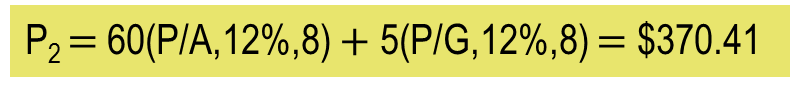 P₂ = 60(P/A,12%,8) + 5(P/G,12%,8) = $370.41